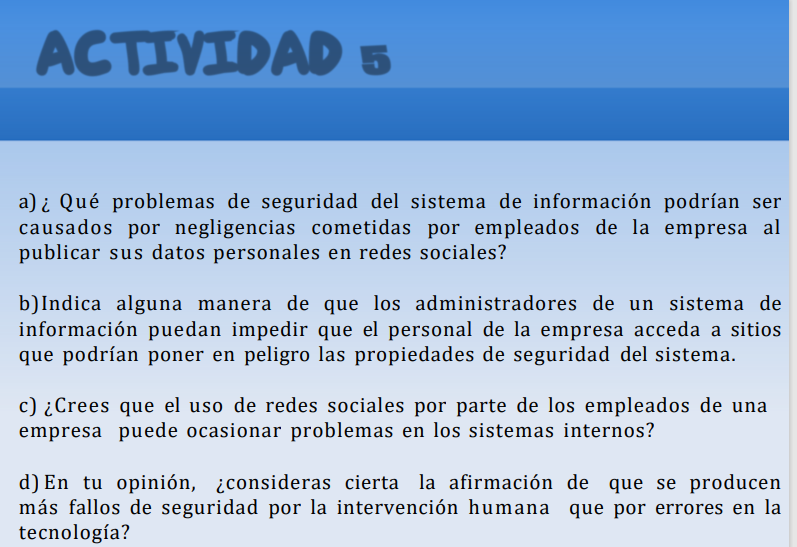 ACTIVIDAD 5
a) ¿ Qué problemas de seguridad del sistema de información podrían ser
causados por negligencias cometidas por empleados de la empresa al
publicar sus datos personales en redes sociales?
b)Indica alguna manera de que los administradores de un sistema de
información puedan impedir que el personal de la empresa acceda a sitios
que podrían poner en peligro las propiedades de seguridad del sistema.
c) ¿Crees que el uso de redes sociales por parte de los empleados de una
empresa puede ocasionar problemas en los sistemas internos?
d) En tu opinión, ¿consideras cierta la afirmación de que se producen
más fallos de seguridad por la intervención humana que por errores en la
tecnología?